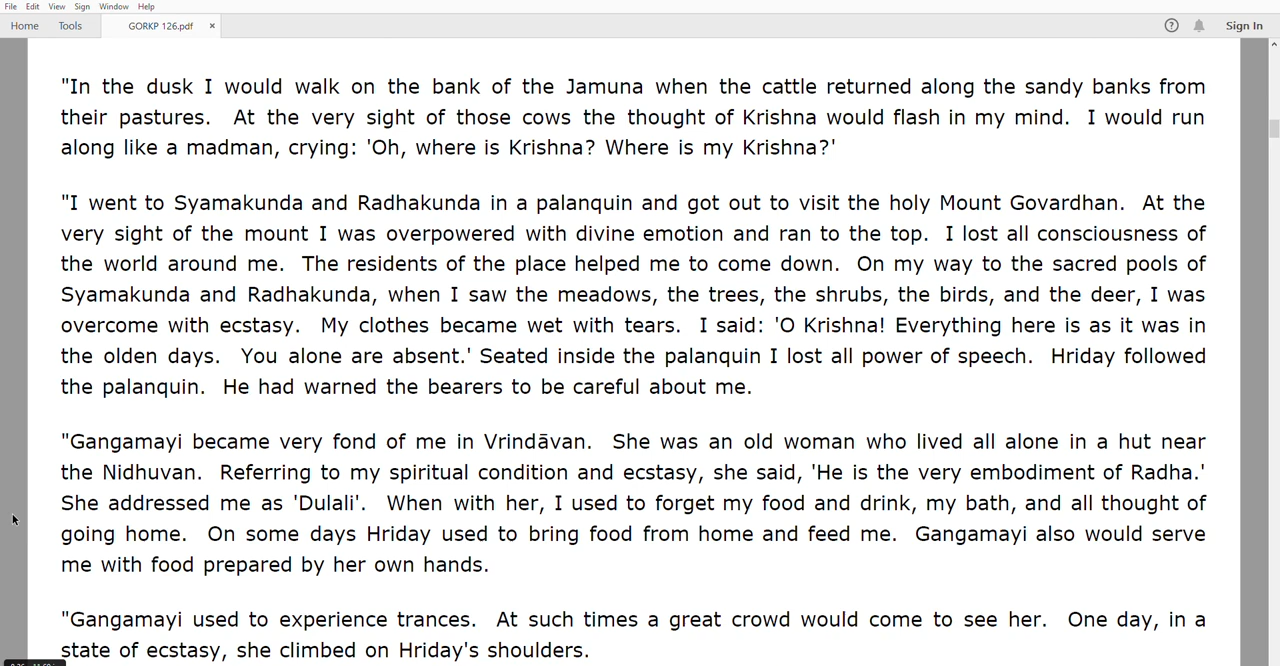 File Edit View Sign Window Help
Home Tools GORKP 126.pdf × ? Sign In
"In the dusk I would walk on the bank of the Jamuna when the cattle returned along the sandy banks from
their pastures. At the very sight of those cows the thought of Krishna would flash in my mind. I would run
along like a madman, crying: 'Oh, where is Krishna? Where is my Krishna?'
"I went to Syamakunda and Radhakunda in a palanquin and got out to visit the holy Mount Govardhan. At the
very sight of the mount I was overpowered with divine emotion and ran to the top. I lost all consciousness of
the world around me. The residents of the place helped me to come down. On my way to the sacred pools of
Syamakunda and Radhakunda, when I saw the meadows, the trees, the shrubs, the birds, and the deer, I was
overcome with ecstasy. My clothes became wet with tears. I said: 'O Krishna! Everything here is as it was in
the olden days. You alone are absent.' Seated inside the palanquin I lost all power of speech. Hriday followed
the palanquin. He had warned the bearers to be careful about me.
"Gangamayi became very fond of me in Vrindāvan. She was an old woman who lived all alone in a hut near
the Nidhuvan. Referring to my spiritual condition and ecstasy, she said, 'He is the very embodiment of Radha.'
She addressed me as 'Dulali'. When with her, I used to forget my food and drink, my bath, and all thought of
going home. On some days Hriday used to bring food from home and feed me. Gangamayi also would serve
me with food prepared by her own hands.
"Gangamayi used to experience trances. At such times a great crowd would come to see her. One day, in a
state of ecstasy, she climbed on Hriday's shoulders.